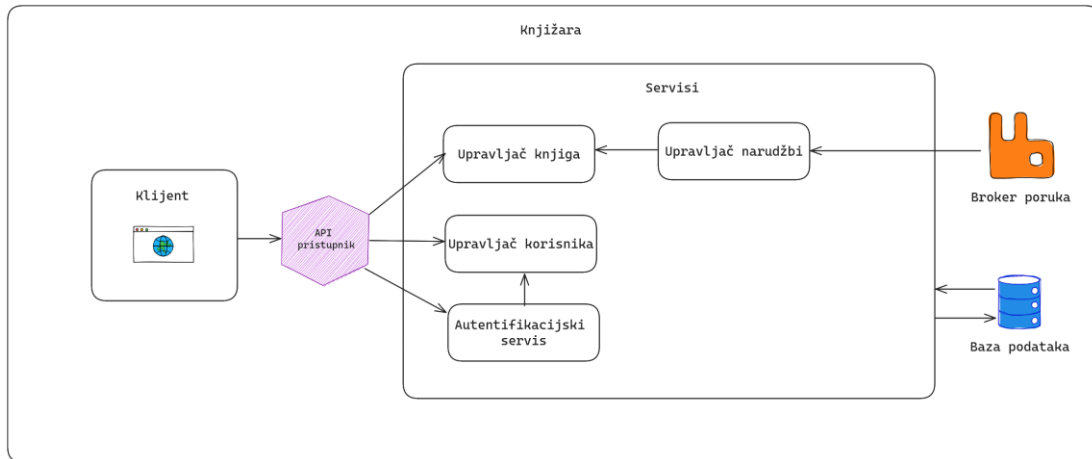 Knjižara
Servisi
Klijent
API
pristupnik
Upravljač knjiga
Upravljač narudžbi
Upravljač korisnika
Autentifikacijski
servis
Broker poruka
Baza podataka